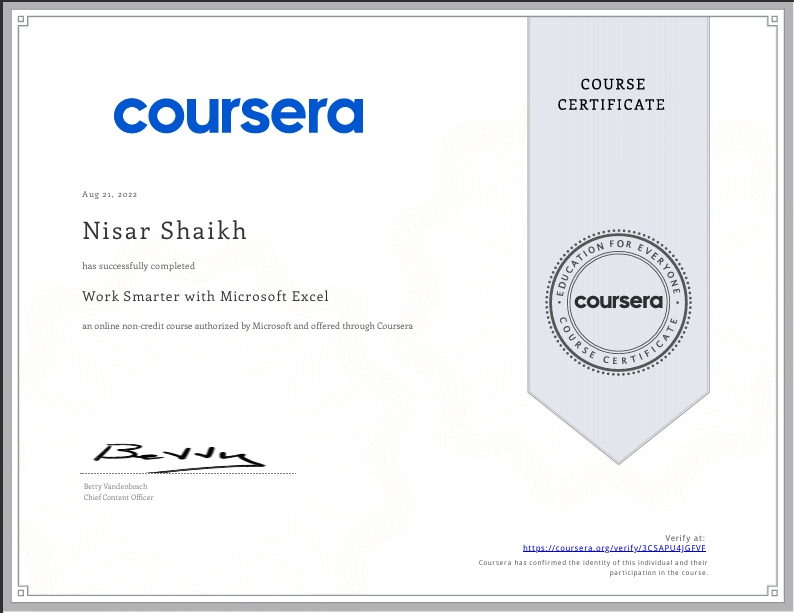 COURSE
CERTIFICATE
coursera
Aug 21, 2022
Nisar Shaikh
has successfully completed
Work Smarter with Microsoft Excel
an online non-credit course authorized by Microsoft and offered through Coursera
EDUCATION FOR EVERYONE
coursera
COURSE CERTIFICATE
Betty
Betty Vandenbosch
Chief Content Officer
Verify at:
https://coursera.org/verify/3CSAPU4JGFVF
Coursera has confirmed the identity of this individual and their
participation in the course.